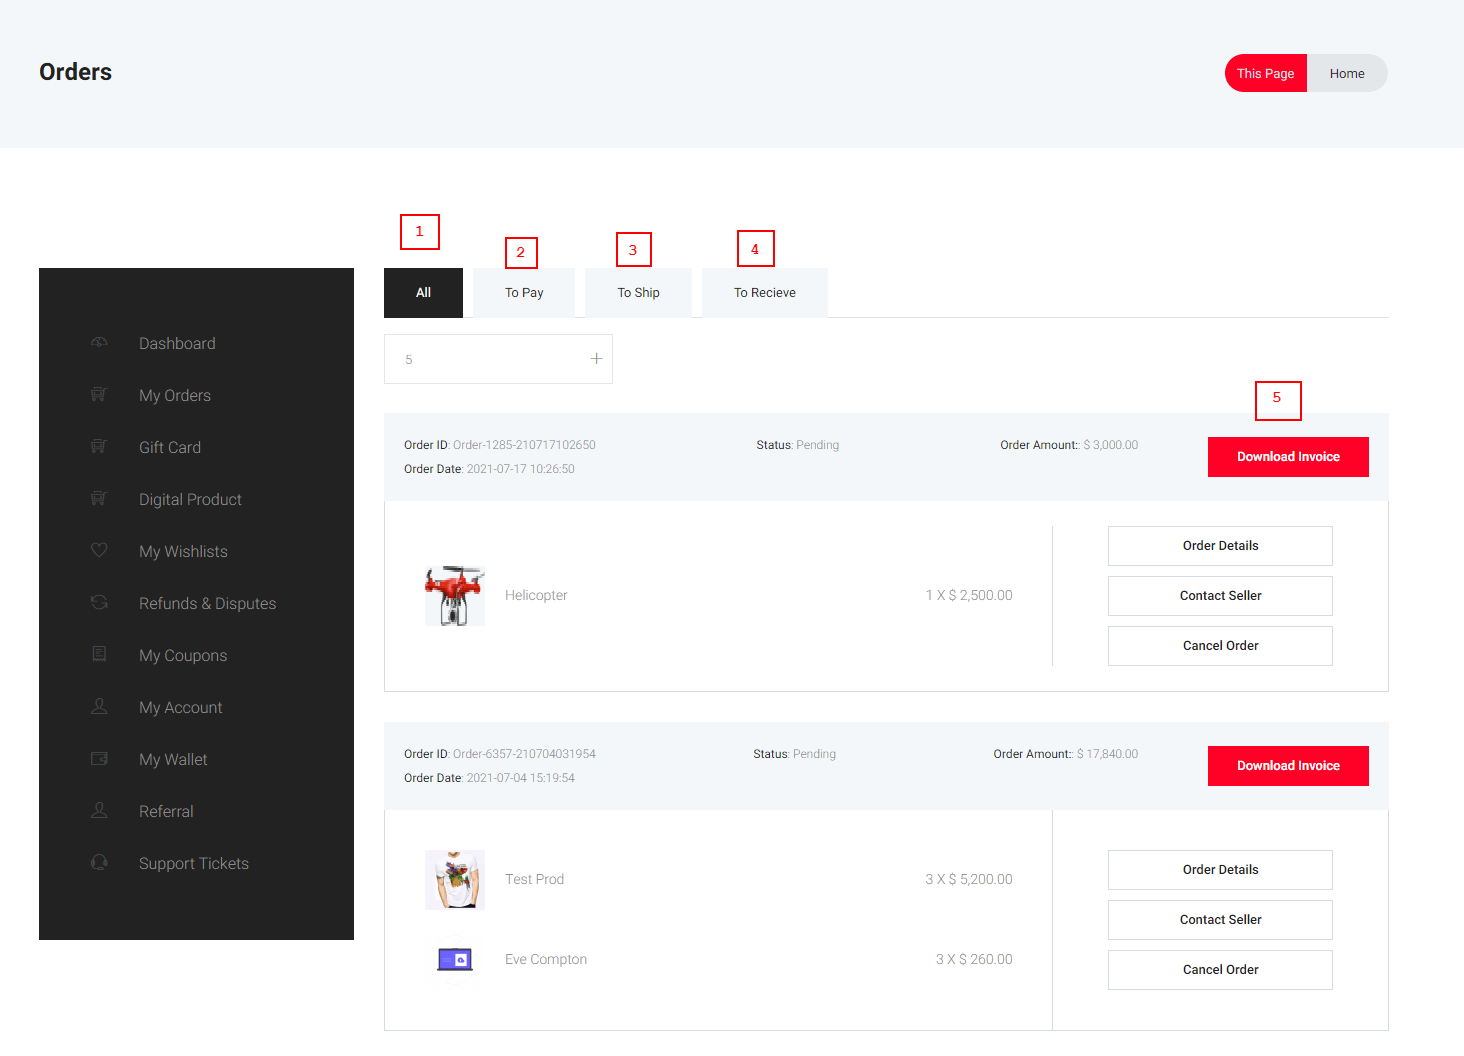 Orders
This Page Home
1
2
3
4
All To Pay To Ship To Recieve
5
5
Order ID: Order-1285-210717102650 Status: Pending Order Amount:: $ 3,000.00
Download Invoice
Order Date: 2021-07-17 10:26:50
Helicopter 1 X $ 2,500.00
Order Details
Contact Seller
Cancel Order
Order ID: Order-6357-210704031954 Status: Pending Order Amount:: $ 17,840.00
Download Invoice
Order Date: 2021-07-04 15:19:54
Test Prod 3 X $ 5,200.00
Eve Compton 3 X $ 260.00
Order Details
Contact Seller
Cancel Order
Dashboard
My Orders
Gift Card
Digital Product
My Wishlists
Refunds & Disputes
My Coupons
My Account
My Wallet
Referral
Support Tickets